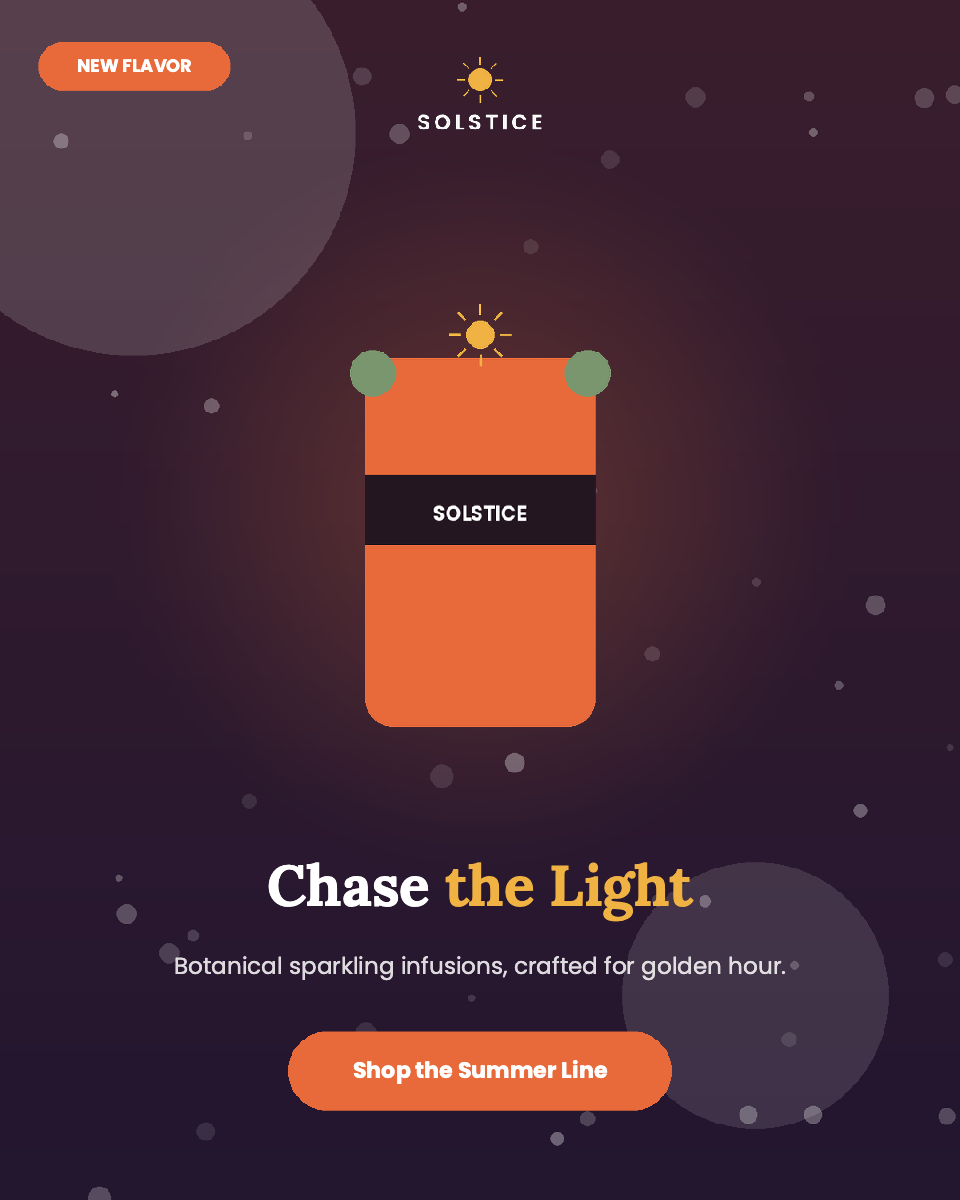 NEW FLAVOR
SOLSTICE
SOLSTICE
Chase the Light
Botanical sparkling infusions, crafted for golden hour.
Shop the Summer Line